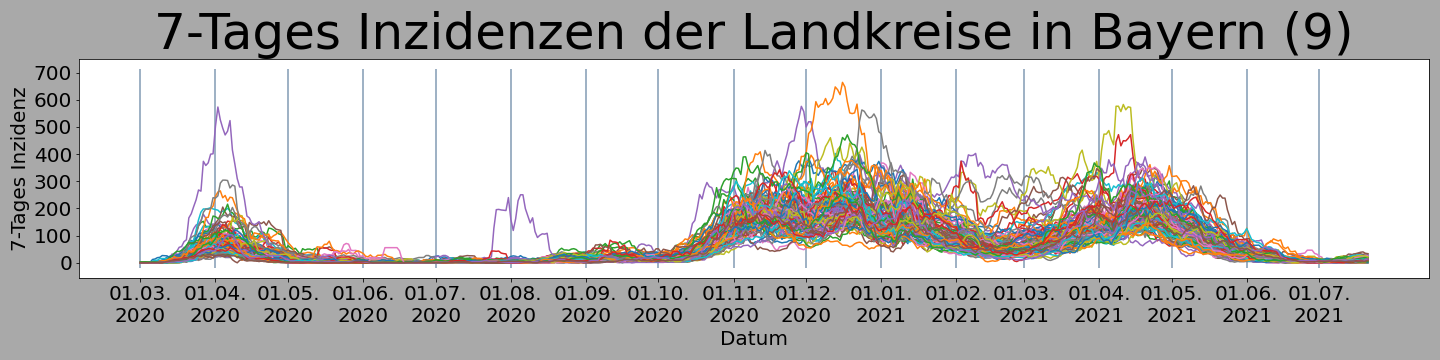 7-Tages Inzidenzen der Landkreise in Bayern (9)
7-Tages Inzidenz
700
600
500
400
300
200
100
0
01.03. 01.04. 01.05. 01.06. 01.07. 01.08. 01.09. 01.10. 01.11. 01.12. 01.01. 01.02. 01.03. 01.04. 01.05. 01.06. 01.07.
2020 2020 2020 2020 2020 2020 2020 2020 2020 2020 2021 2021 2021 2021 2021 2021 2021
Datum